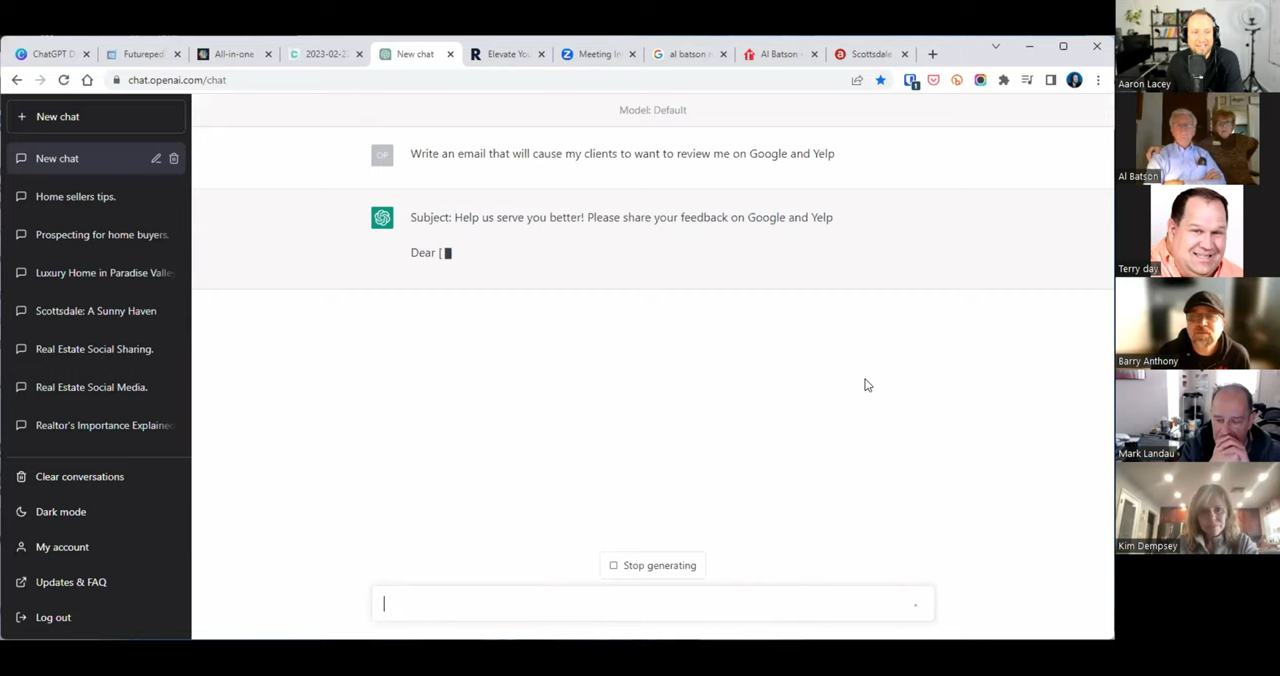 ChatGPT D
Futurepedi
All-in-one
2023-02-2
New chat
Elevate You
Meeting In
al batson r
Al Batson -
Scottsdale
chat.openai.com/chat
1
New chat
New chat
Home sellers tips.
Prospecting for home buyers.
Luxury Home in Paradise Valle
Scottsdale: A Sunny Haven
Real Estate Social Sharing.
Real Estate Social Media.
Realtor's Importance Explained
Clear conversations
Dark mode
My account
Updates & FAQ
Log out
Model: Default
OP
Write an email that will cause my clients to want to review me on Google and Yelp
Subject: Help us serve you better! Please share your feedback on Google and Yelp
Dear [
Stop generating
Aaron Lacey
Al Batson
Terry day
Barry Anthony
Mark Landau
Kim Dempsey